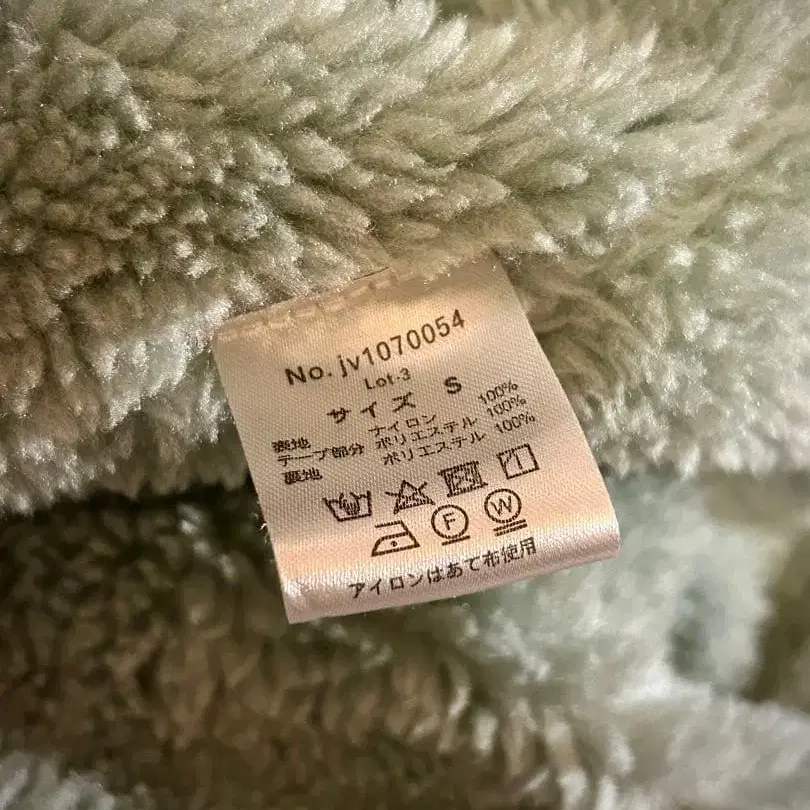 No. jv1070054
Lot-3
サイズ S
表地 ナイロン 100%
テープ部分 ポリエステル 100%
裏地 ポリエステル 100%
F W
アイロンはあて布使用